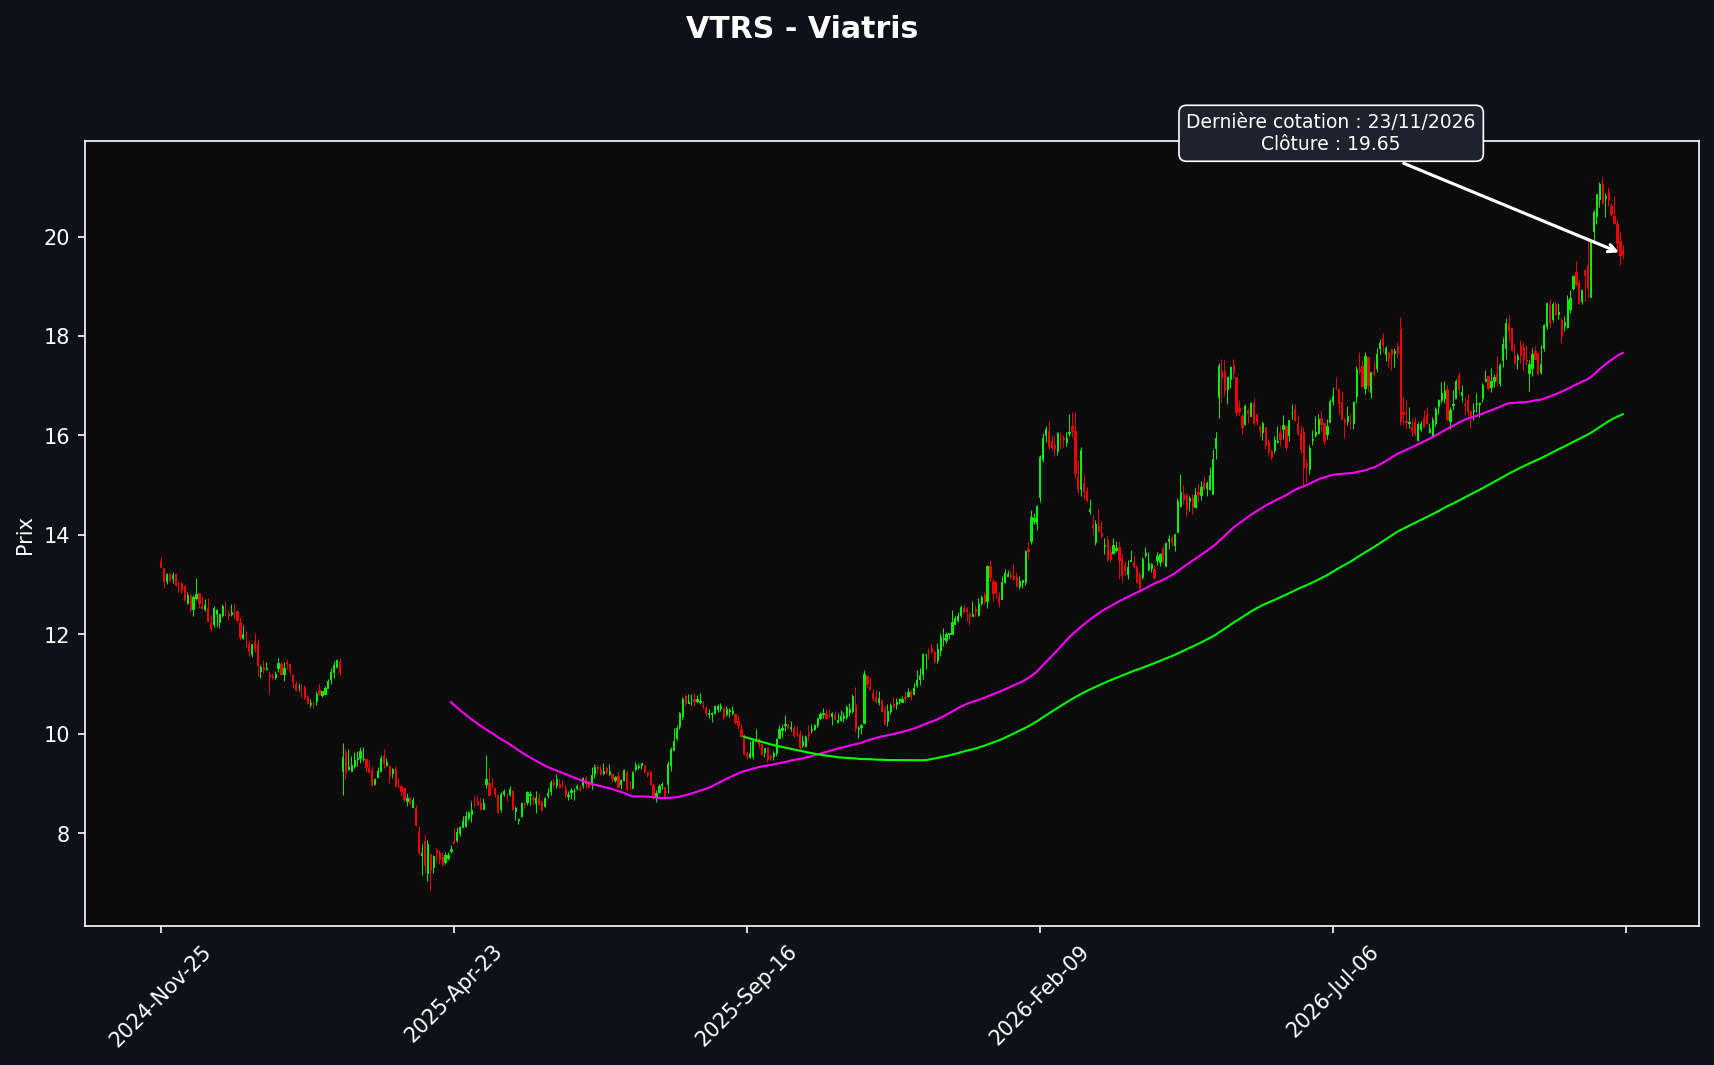 VTRS - Viatris
Dernière cotation : 23/11/2026
Clôture : 19.65
Prix
20
18
16
14
12
10
8
2024-Nov-25
2025-Apr-23
2025-Sep-16
2026-Feb-09
2026-Jul-06